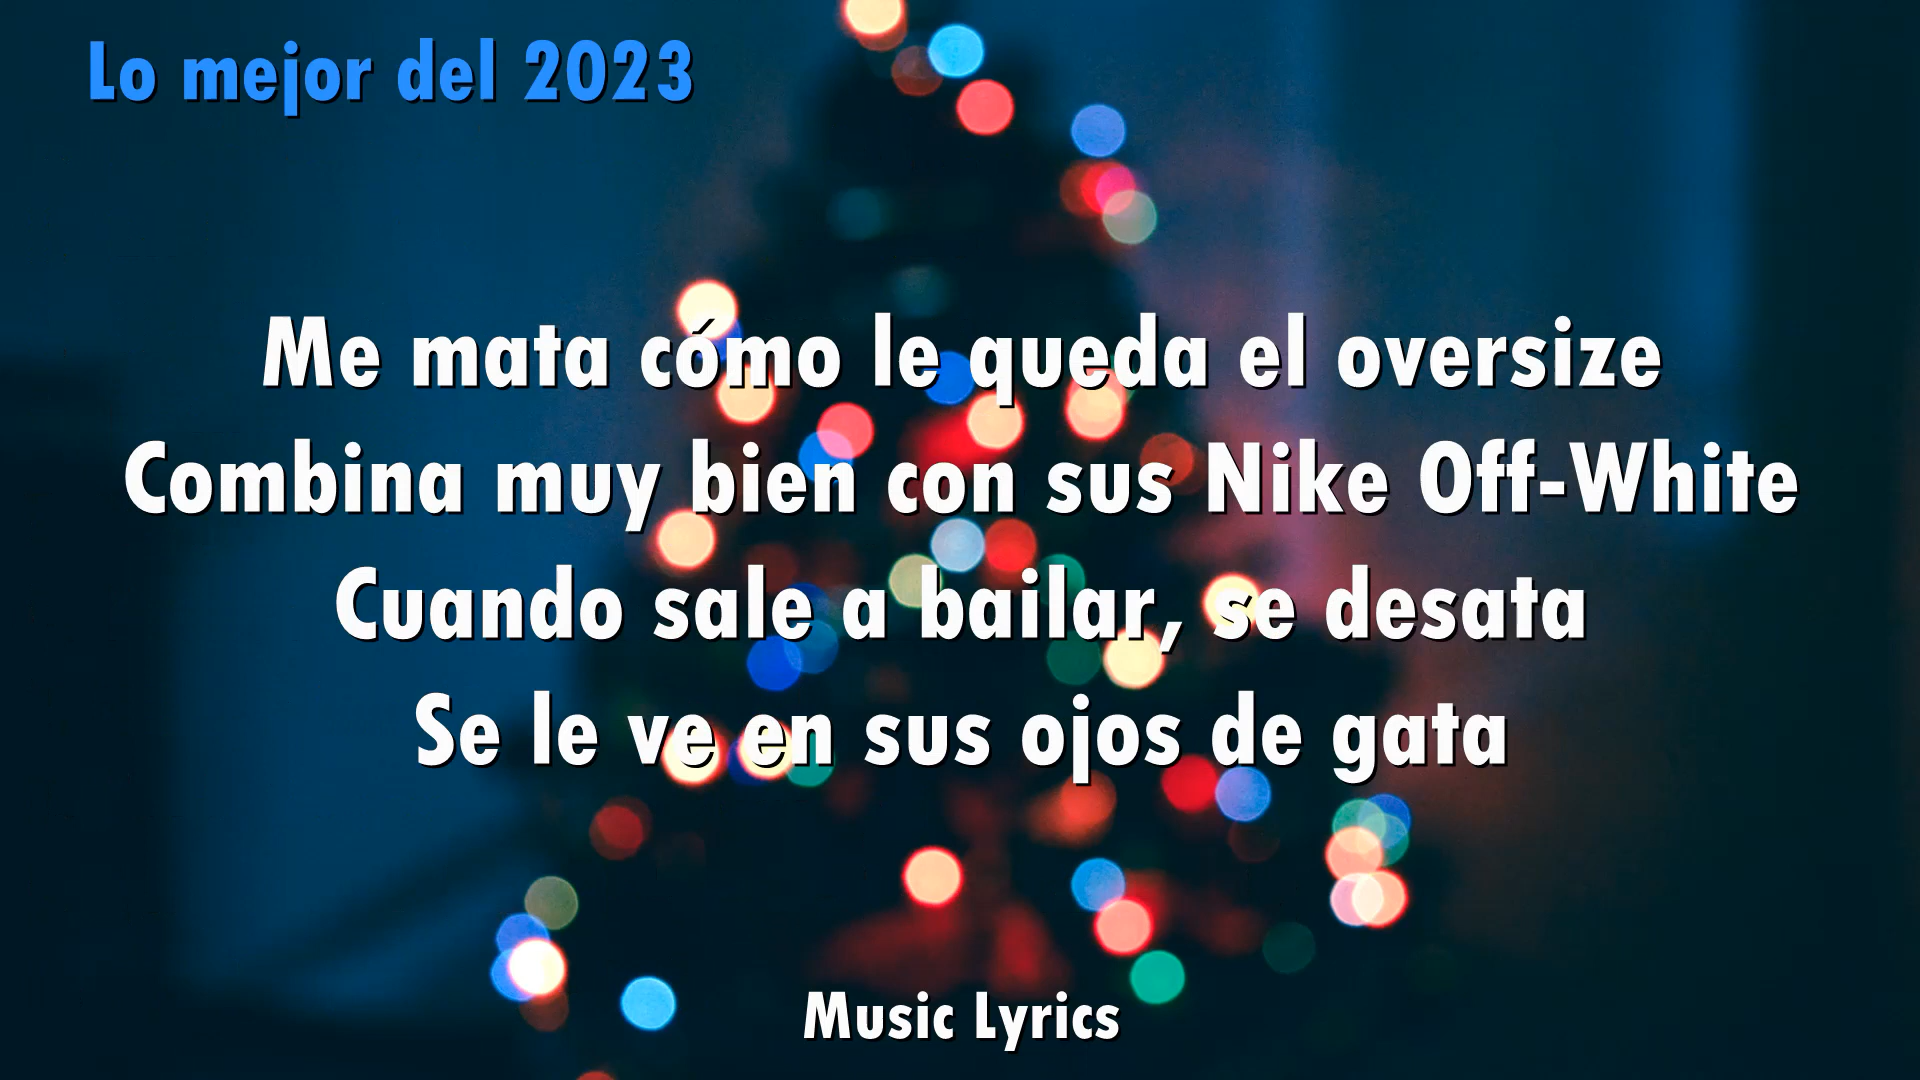 Lo mejor del 2023
Me mata cómo le queda el oversize
Combina muy bien con sus Nike Off-White
Cuando sale a bailar, se desata
Se le ve en sus ojos de gata
Music Lyrics